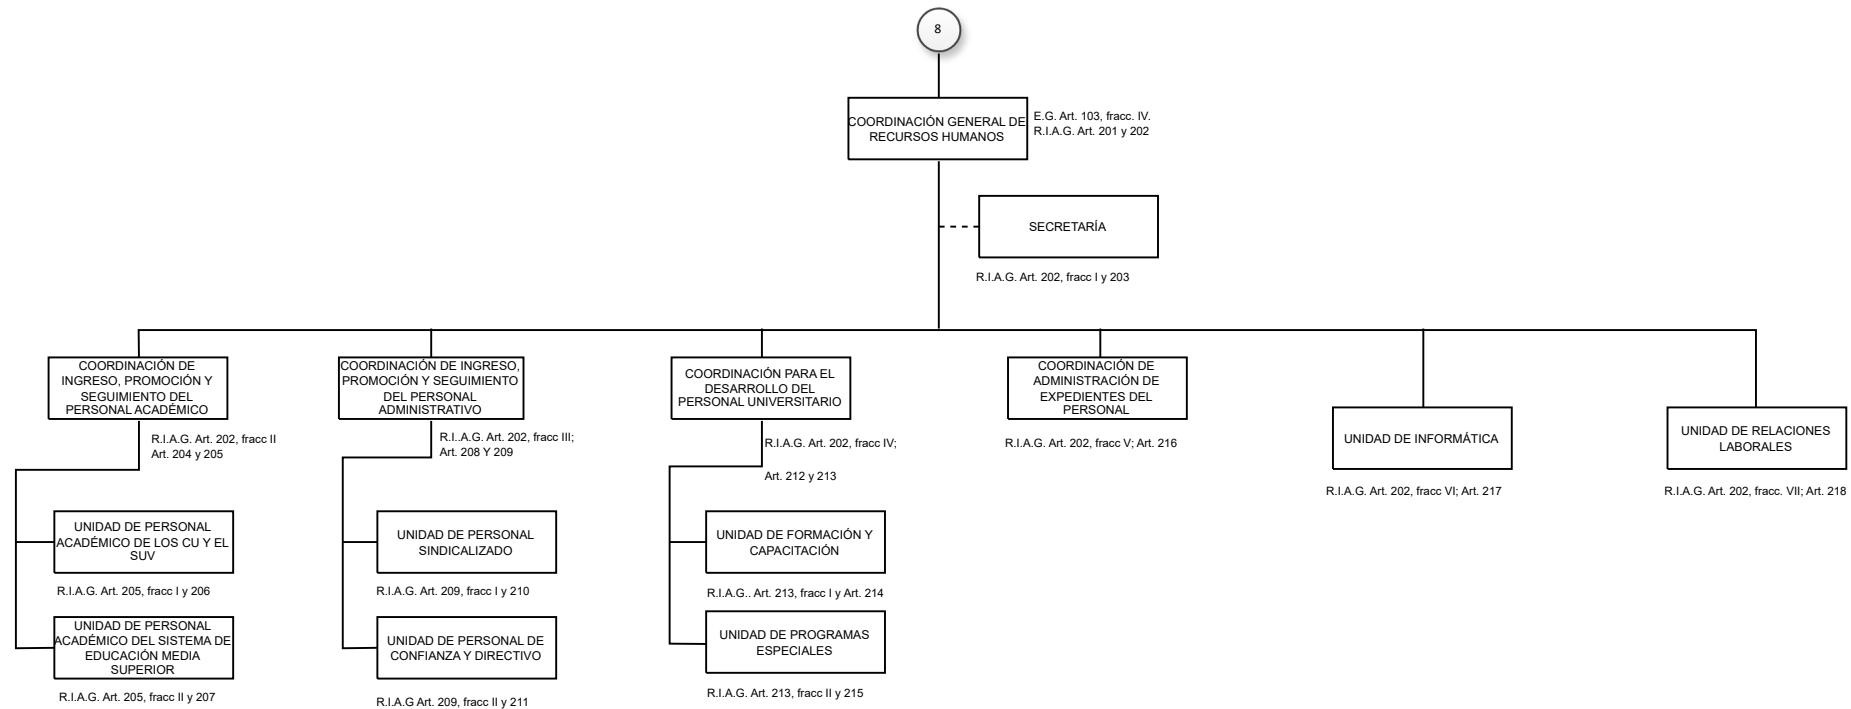 8
COORDINACIÓN GENERAL DE
RECURSOS HUMANOS
E.G. Art. 103, fracc. IV.
R.I.A.G. Art. 201 y 202
SECRETARÍA
R.I.A.G. Art. 202, fracc I y 203
COORDINACIÓN DE
INGRESO, PROMOCIÓN Y
SEGUIMIENTO DEL
PERSONAL ACADÉMICO
R.I.A.G. Art. 202, fracc II
Art. 204 y 205
UNIDAD DE PERSONAL
ACADÉMICO DE LOS CU Y EL
SUV
R.I.A.G. Art. 205, fracc I y 206
UNIDAD DE PERSONAL
ACADÉMICO DEL SISTEMA DE
EDUCACIÓN MEDIA
SUPERIOR
R.I.A.G. Art. 205, fracc II y 207
COORDINACIÓN DE INGRESO,
PROMOCIÓN Y SEGUIMIENTO
DEL PERSONAL
ADMINISTRATIVO
R.I..A.G. Art. 202, fracc III;
Art. 208 Y 209
UNIDAD DE PERSONAL
SINDICALIZADO
R.I.A.G. Art. 209, fracc I y 210
UNIDAD DE PERSONAL DE
CONFIANZA Y DIRECTIVO
R.I.A.G Art. 209, fracc II y 211
COORDINACIÓN PARA EL
DESARROLLO DEL
PERSONAL UNIVERSITARIO
R.I.A.G. Art. 202, fracc IV;
Art. 212 y 213
UNIDAD DE FORMACIÓN Y
CAPACITACIÓN
R.I.A.G.. Art. 213, fracc I y Art. 214
UNIDAD DE PROGRAMAS
ESPECIALES
R.I.A.G. Art. 213, fracc II y 215
COORDINACIÓN DE
ADMINISTRACIÓN DE
EXPEDIENTES DEL
PERSONAL
R.I.A.G. Art. 202, fracc V; Art. 216
UNIDAD DE INFORMÁTICA
R.I.A.G. Art. 202, fracc VI; Art. 217
UNIDAD DE RELACIONES
LABORALES
R.I.A.G. Art. 202, fracc. VII; Art. 218